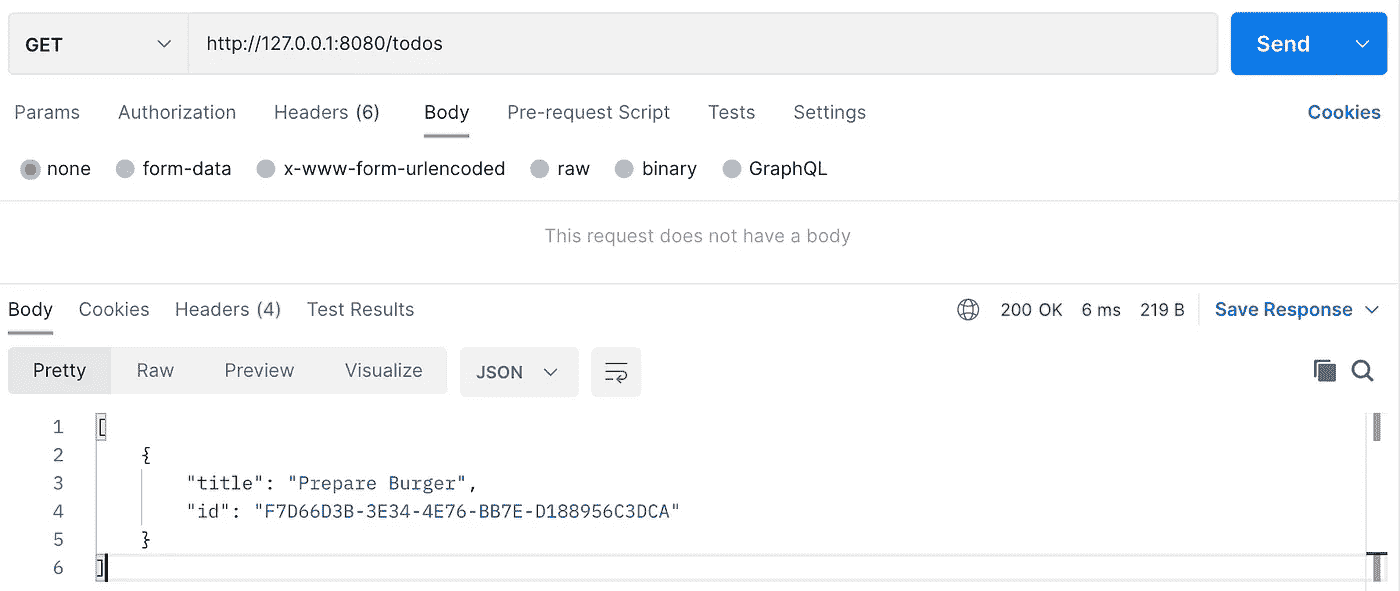 GET http://127.0.0.1:8080/todos Send
Params Authorization Headers (6) Body Pre-request Script Tests Settings Cookies
none form-data x-www-form-urlencoded raw binary GraphQL
This request does not have a body
Body Cookies Headers (4) Test Results 200 OK 6 ms 219 B Save Response
Pretty Raw Preview Visualize JSON
1 [
2 {
3 "title": "Prepare Burger",
4 "id": "F7D66D3B-3E34-4E76-BB7E-D188956C3DCA"
5 }
6 ]